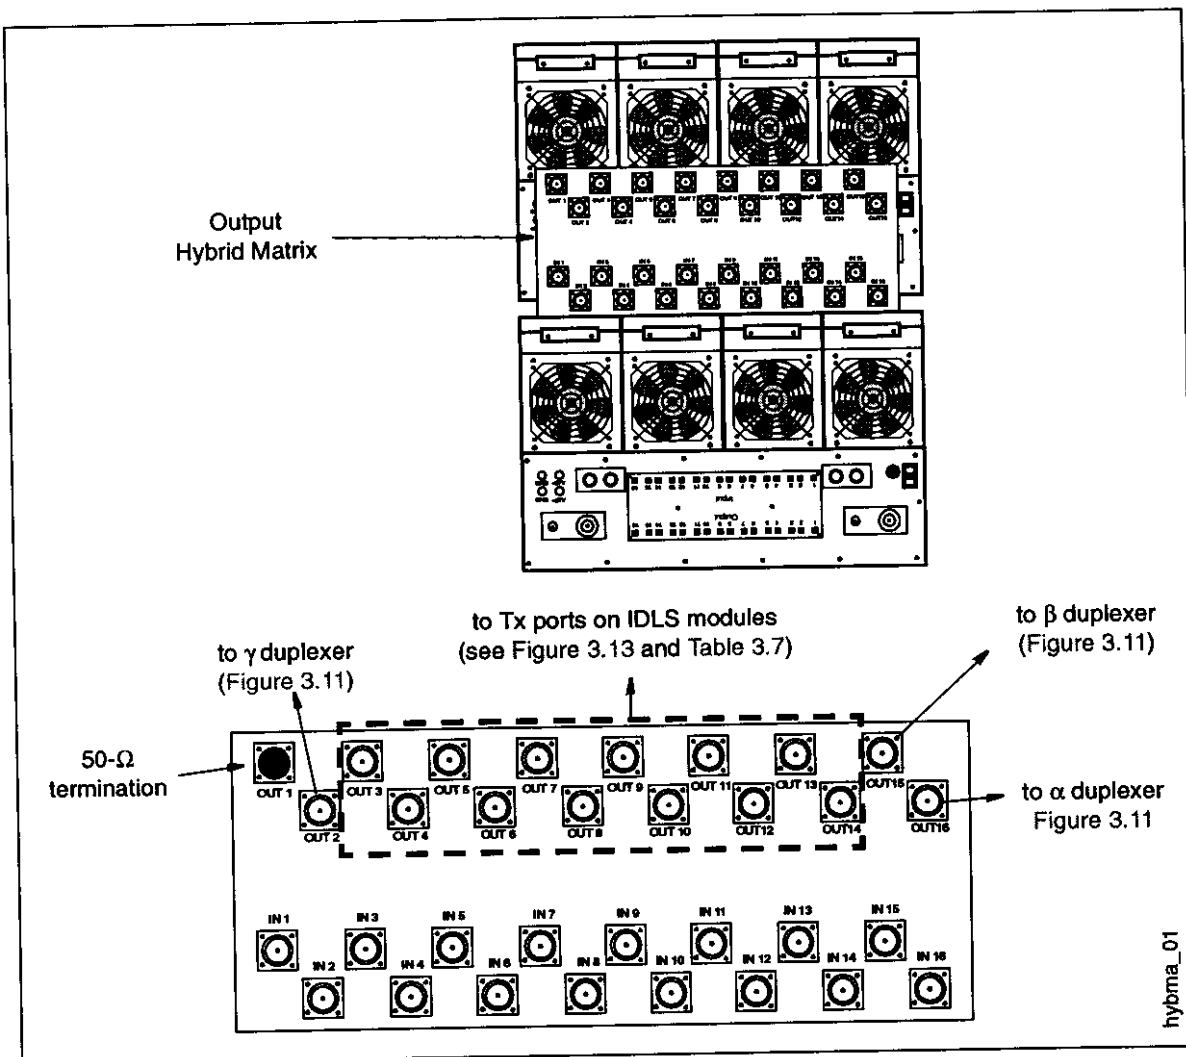 Output
Hybrid Matrix
to Tx ports on IDLS modules
(see Figure 3.13 and Table 3.7)
to β duplexer
(Figure 3.11)
to γ duplexer
(Figure 3.11)
50-Ω
termination
OUT 1
OUT 3
OUT 5
OUT 7
OUT 9
OUT 11
OUT 13
OUT15
OUT 2
OUT 4
OUT 6
OUT 8
OUT 10
OUT12
OUT14
OUT16
to α duplexer
Figure 3.11
IN 1
IN 3
IN 5
IN 7
IN 9
IN 11
IN 13
IN 15
IN 2
IN 4
IN 6
IN 8
IN 10
IN 12
IN 14
IN 16
hybma_01